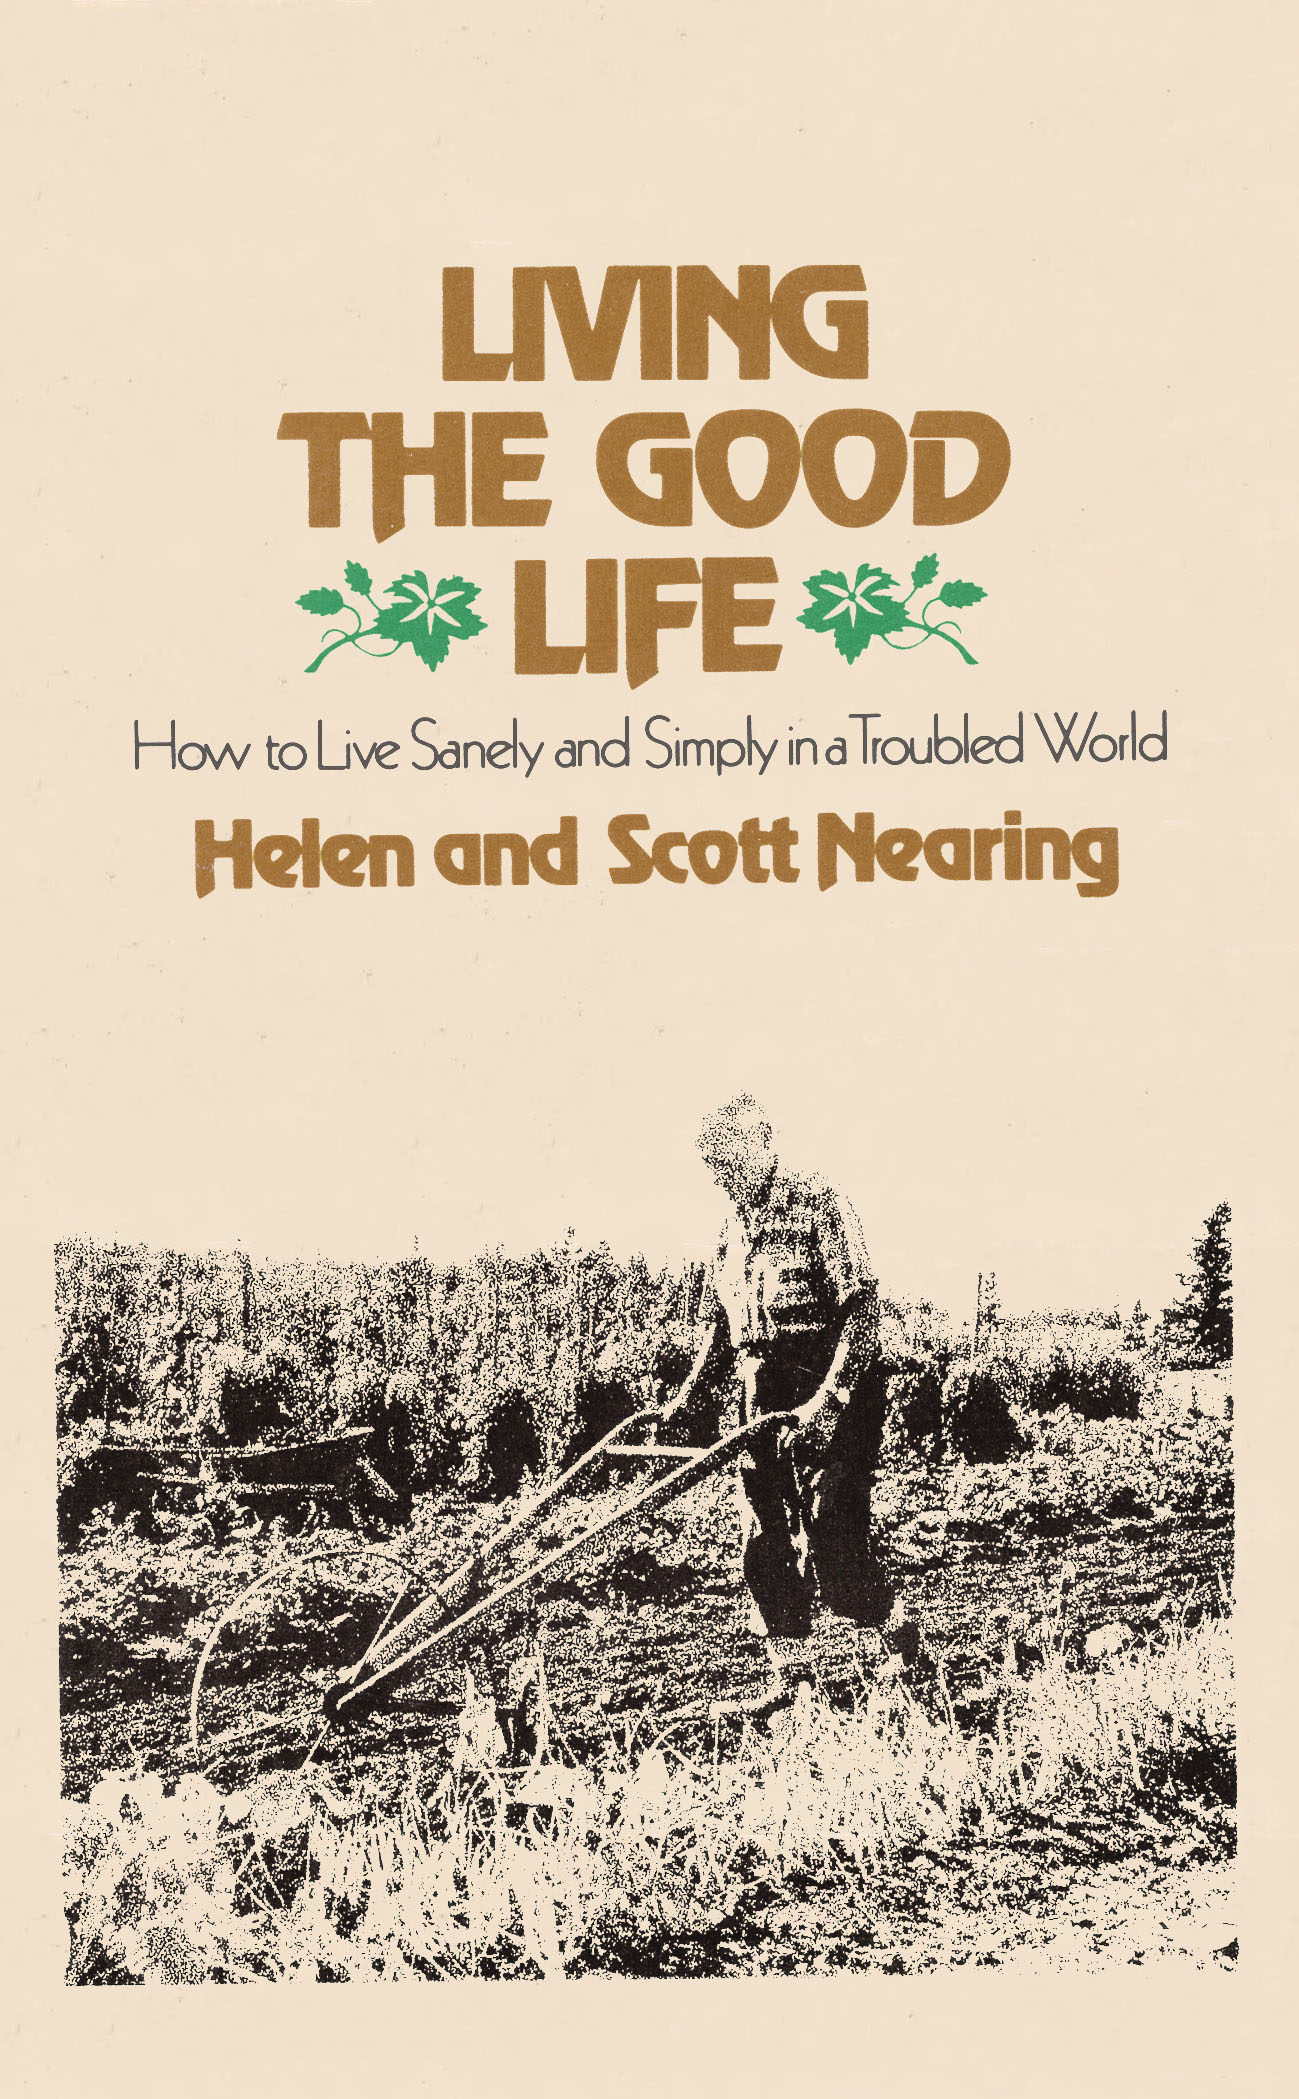 LIVING
THE GOOD
LIFE
How to Live Sanely and Simply in a Troubled World
Helen and Scott Nearing